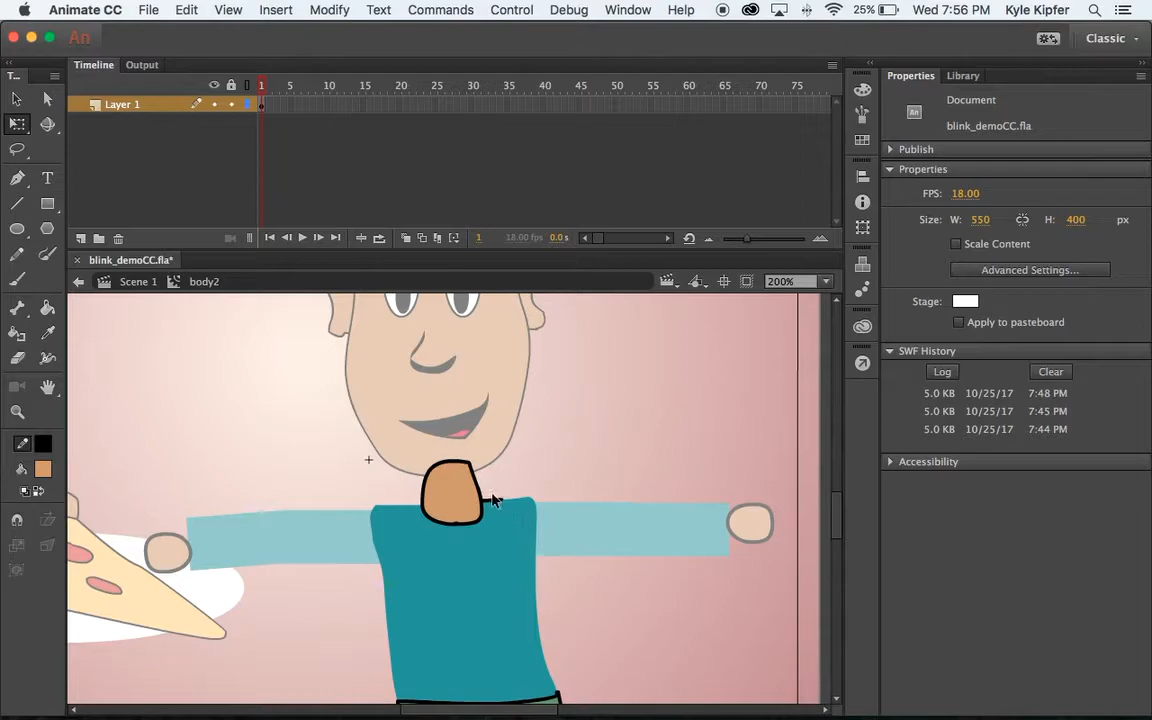 Animate CC File Edit View Insert Modify Text Commands Control Debug Window Help 25% Wed 7:56 PM Kyle Kipfer
An Classic
T... Timeline Output Properties Library
1 5 10 15 20 25 30 35 40 45 50 55 60 65 70 75
Layer 1
Document
An blink_demoCC.fla
Publish
Properties
FPS: 18.00
Size: W: 550 H: 400 px
Scale Content
1 18.00 fps 0.0 s
blink_demoCC.fla*
Advanced Settings...
Scene 1 body2 200%
Stage:
Apply to pasteboard
SWF History
Log Clear
5.0 KB 10/25/17 7:48 PM
5.0 KB 10/25/17 7:45 PM
5.0 KB 10/25/17 7:44 PM
Accessibility